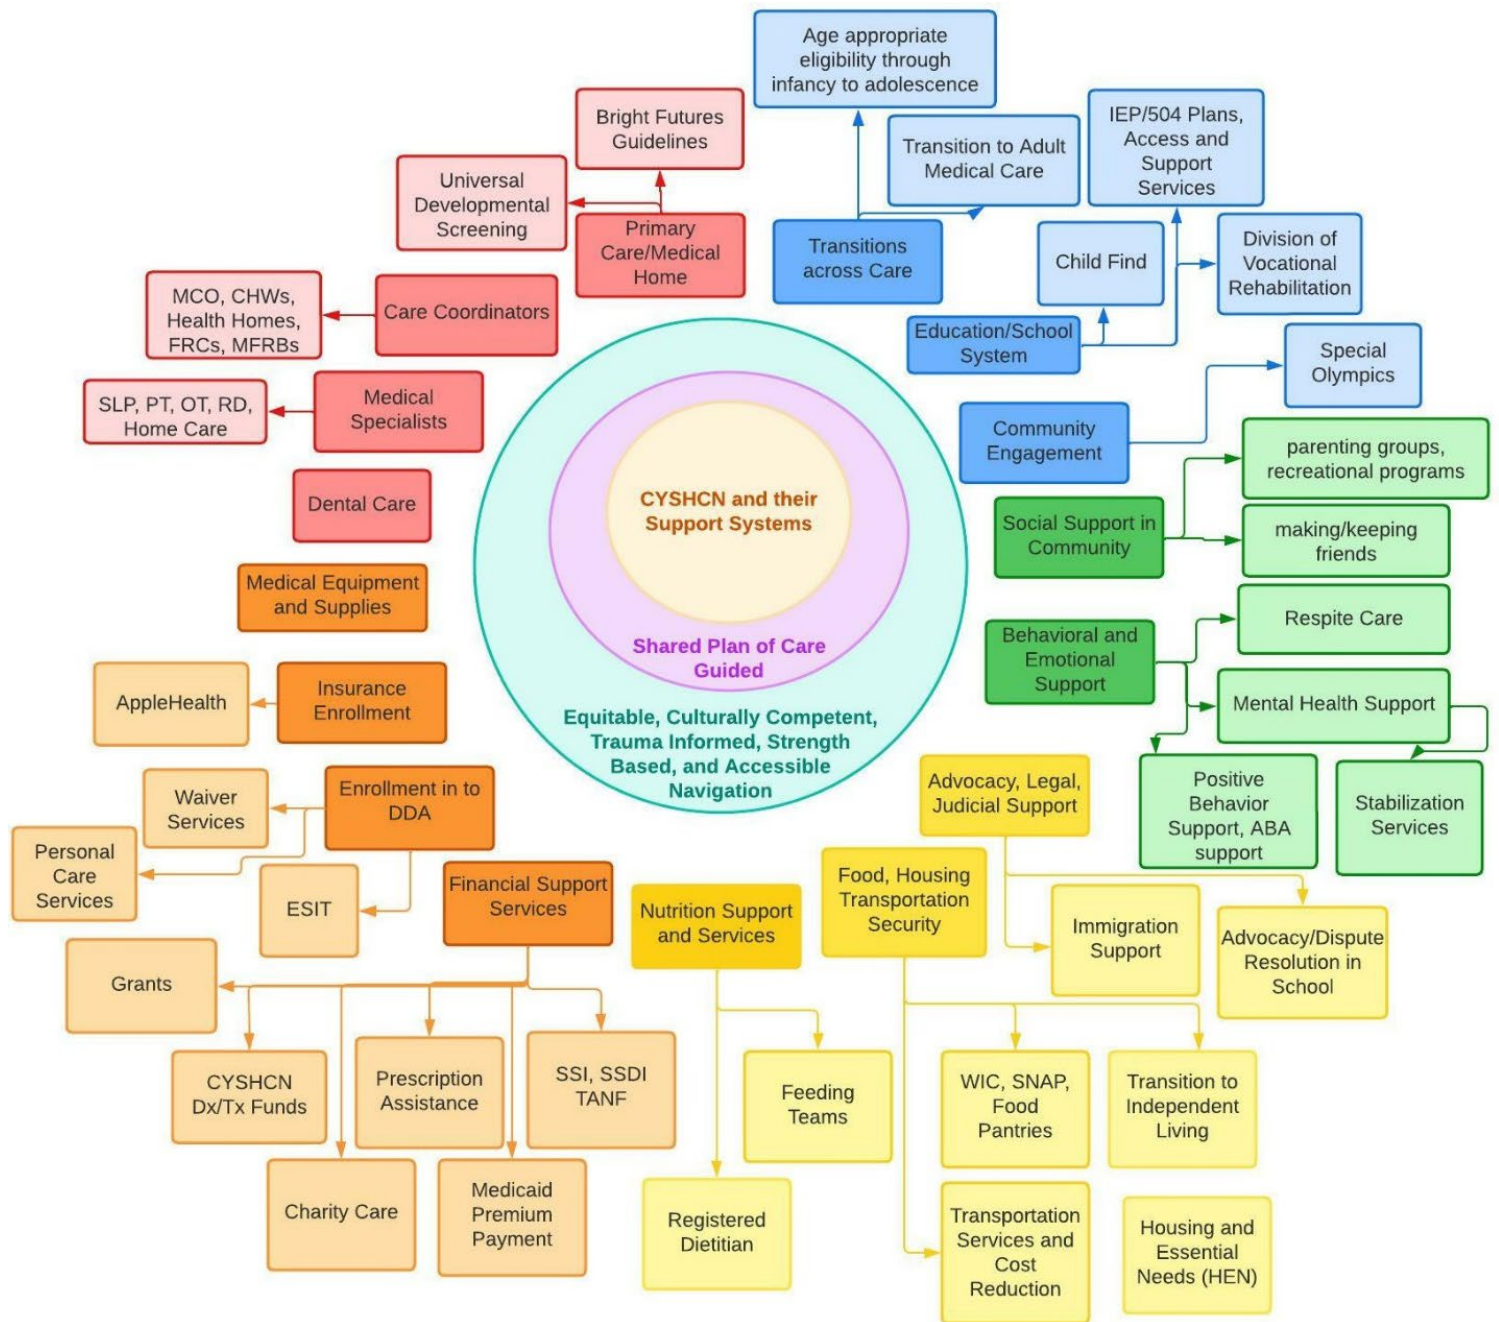 Age appropriate
eligibility through
infancy to adolescence
Bright Futures
Guidelines
IEP/504 Plans,
Access and
Support
Services
Transition to Adult
Medical Care
Universal
Developmental
Screening
Primary
Care/Medical
Home
Transitions
across Care
Child Find
Division of
Vocational
Rehabilitation
MCO, CHWs,
Health Homes,
FRCs, MFRBs
Care Coordinators
Education/School
System
Special
Olympics
SLP, PT, OT, RD,
Home Care
Medical
Specialists
Community
Engagement
parenting groups,
recreational programs
Dental Care
CYSHCN and their
Support Systems
Social Support in
Community
making/keeping
friends
Medical Equipment
and Supplies
Shared Plan of Care
Guided
Behavioral and
Emotional
Support
Respite Care
AppleHealth
Insurance
Enrollment
Equitable, Culturally Competent,
Trauma Informed, Strength
Based, and Accessible
Navigation
Mental Health Support
Waiver
Services
Enrollment in to
DDA
Advocacy, Legal,
Judicial Support
Positive
Behavior
Support, ABA
support
Stabilization
Services
Personal
Care
Services
ESIT
Financial Support
Services
Nutrition Support
and Services
Food, Housing
Transportation
Security
Immigration
Support
Advocacy/Dispute
Resolution in
School
Grants
CYSHCN
Dx/Tx Funds
Prescription
Assistance
SSI, SSDI
TANF
Feeding
Teams
WIC, SNAP,
Food
Pantries
Transition to
Independent
Living
Charity Care
Medicaid
Premium
Payment
Registered
Dietitian
Transportation
Services and
Cost
Reduction
Housing and
Essential
Needs (HEN)